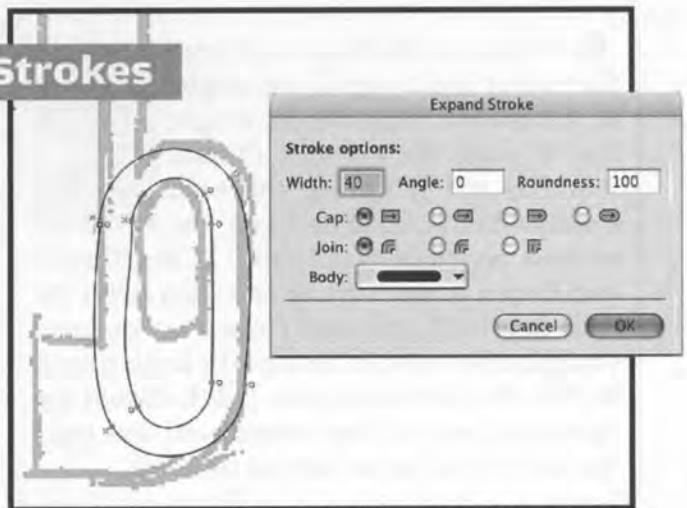 Strokes
Expand Stroke
Stroke options:
Width: 40 Angle: 0 Roundness: 100
Cap:
Join:
Body:
Cancel OK